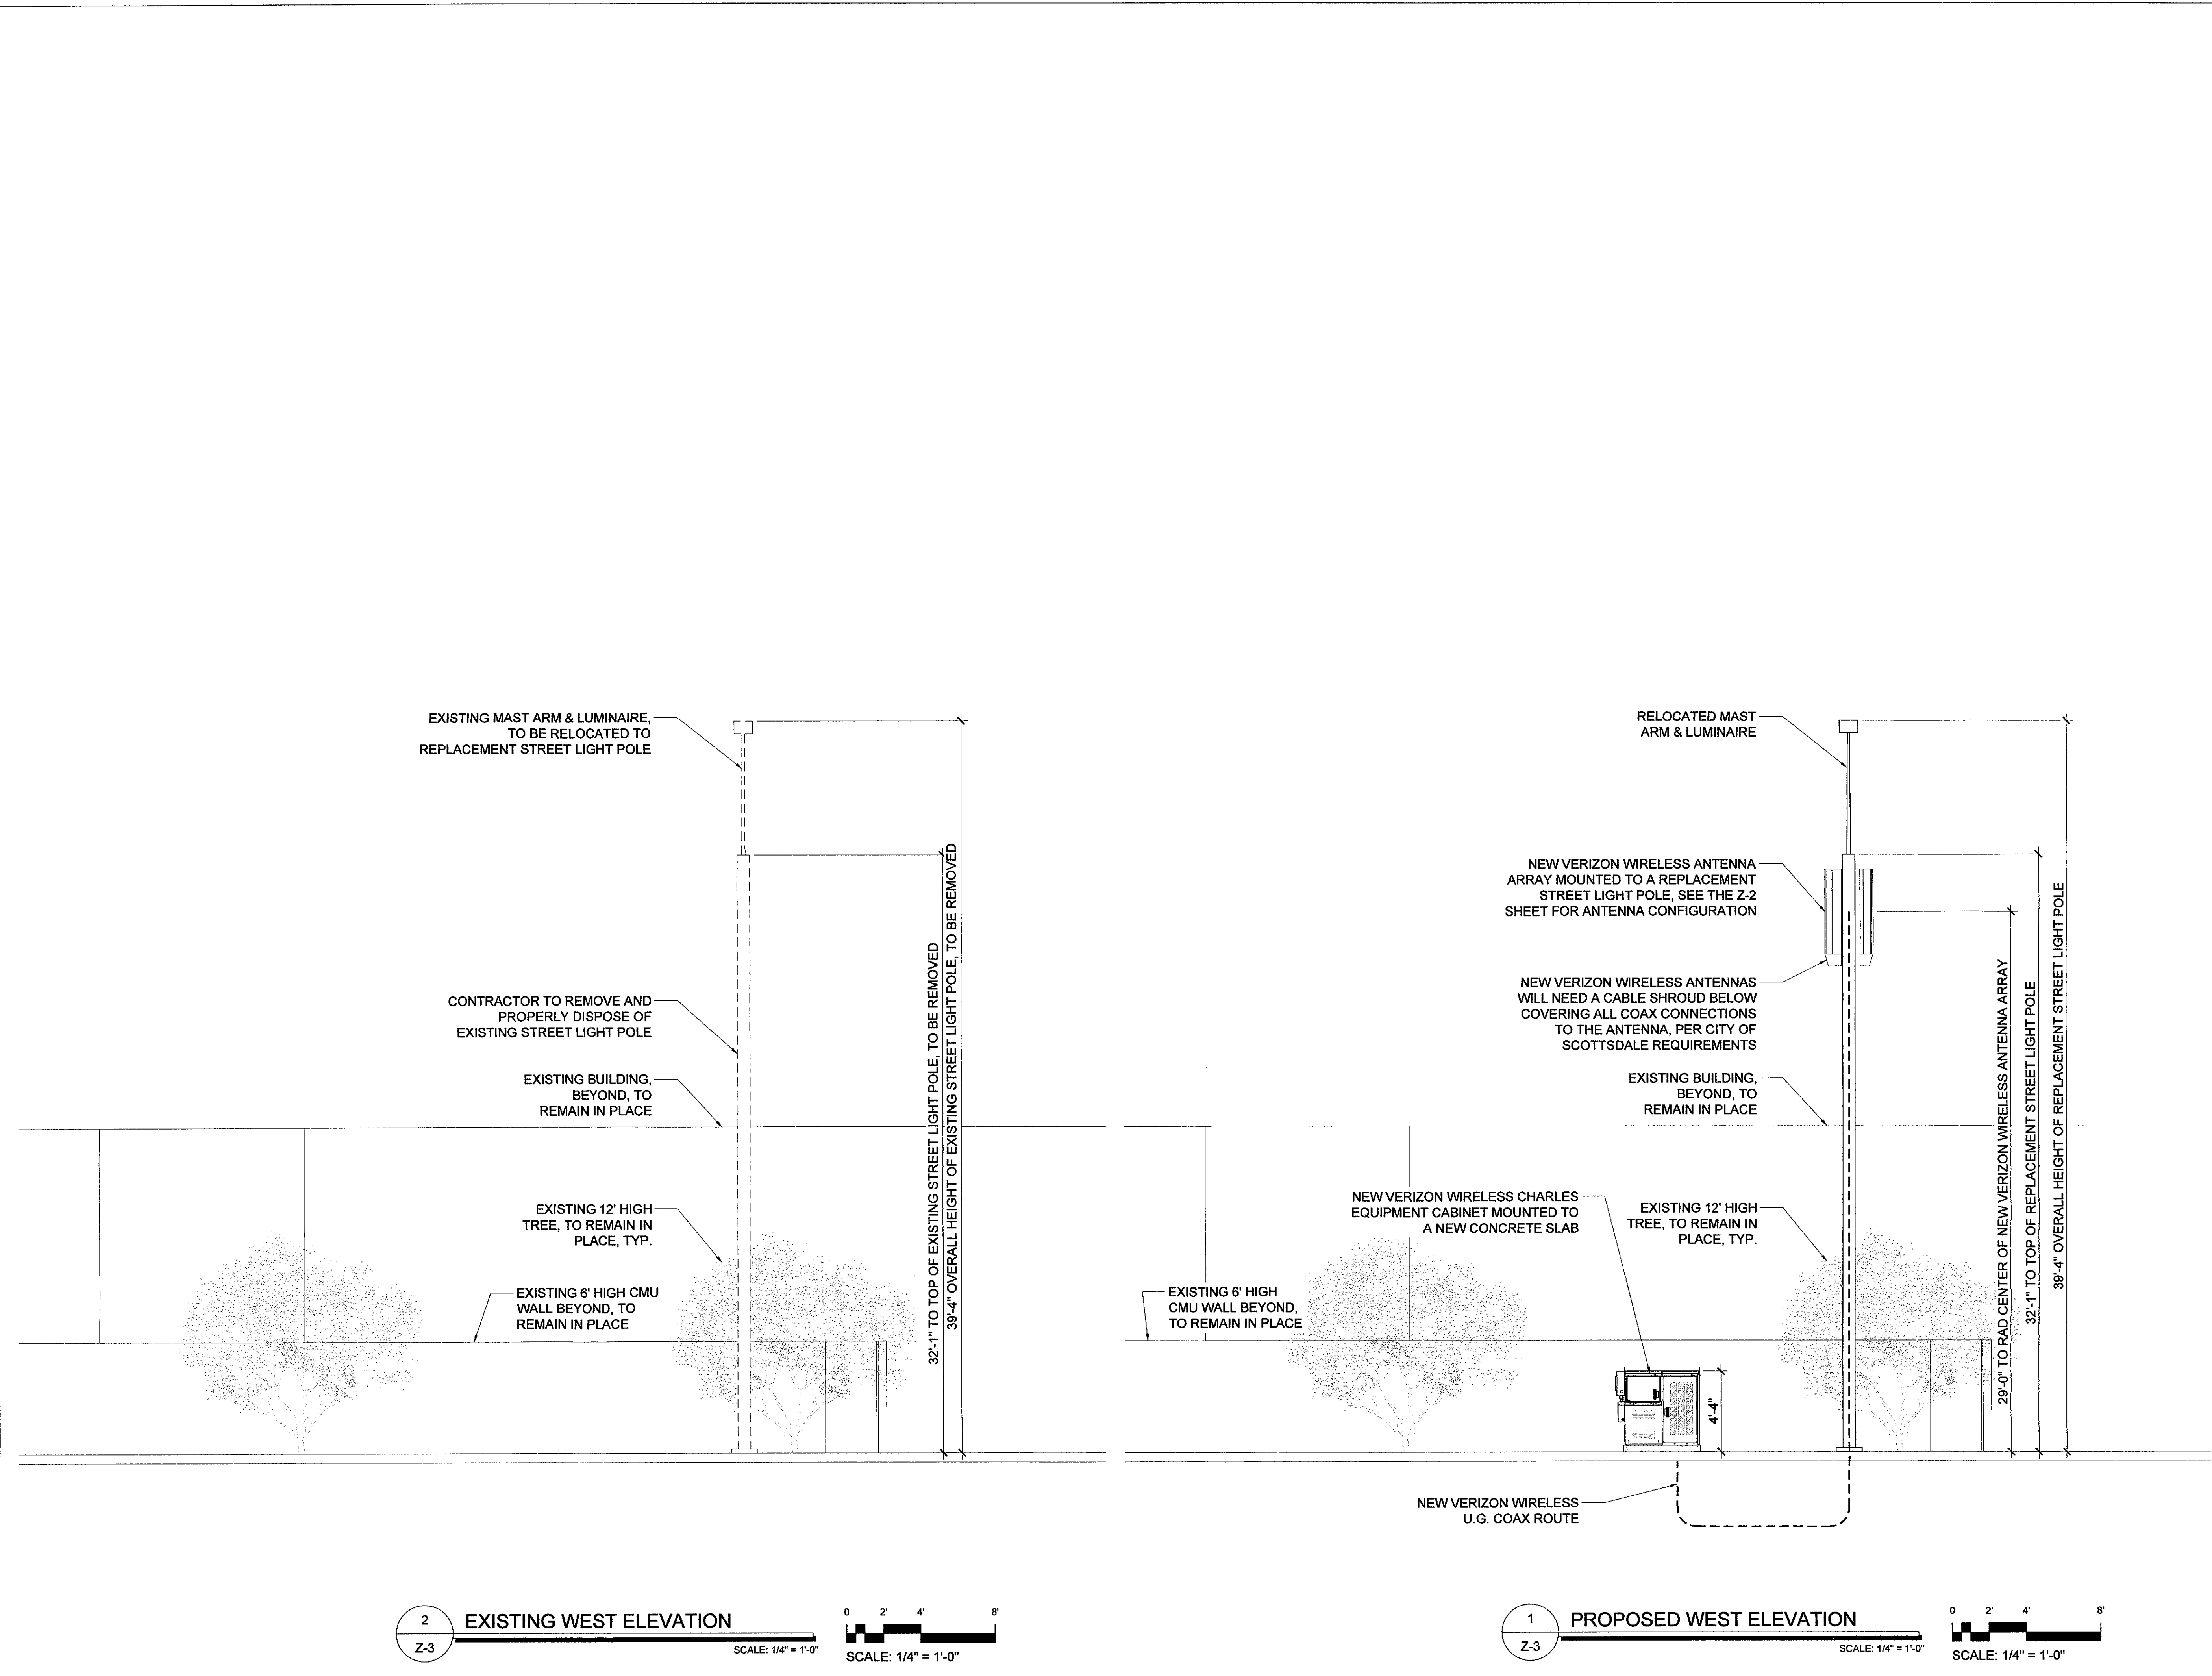 EXISTING MAST ARM & LUMINAIRE,
TO BE RELOCATED TO
REPLACEMENT STREET LIGHT POLE
CONTRACTOR TO REMOVE AND
PROPERLY DISPOSE OF
EXISTING STREET LIGHT POLE
EXISTING BUILDING,
BEYOND, TO
REMAIN IN PLACE
EXISTING 12' HIGH
TREE, TO REMAIN IN
PLACE, TYP.
EXISTING 6' HIGH CMU
WALL BEYOND, TO
REMAIN IN PLACE
32'-1" TO TOP OF EXISTING STREET LIGHT POLE, TO BE REMOVED
39'-4" OVERALL HEIGHT OF EXISTING STREET LIGHT POLE, TO BE REMOVED
2
Z-3
EXISTING WEST ELEVATION
SCALE: 1/4" = 1'-0"
0 2' 4' 8'
SCALE: 1/4" = 1'-0"
RELOCATED MAST
ARM & LUMINAIRE
NEW VERIZON WIRELESS ANTENNA
ARRAY MOUNTED TO A REPLACEMENT
STREET LIGHT POLE, SEE THE Z-2
SHEET FOR ANTENNA CONFIGURATION
NEW VERIZON WIRELESS ANTENNAS
WILL NEED A CABLE SHROUD BELOW
COVERING ALL COAX CONNECTIONS
TO THE ANTENNA, PER CITY OF
SCOTTSDALE REQUIREMENTS
EXISTING BUILDING,
BEYOND, TO
REMAIN IN PLACE
NEW VERIZON WIRELESS CHARLES
EQUIPMENT CABINET MOUNTED TO
A NEW CONCRETE SLAB
EXISTING 12' HIGH
TREE, TO REMAIN IN
PLACE, TYP.
EXISTING 6' HIGH
CMU WALL BEYOND,
TO REMAIN IN PLACE
4'-4"
29'-0" TO RAD CENTER OF NEW VERIZON WIRELESS ANTENNA ARRAY
32'-1" TO TOP OF REPLACEMENT STREET LIGHT POLE
39'-4" OVERALL HEIGHT OF REPLACEMENT STREET LIGHT POLE
NEW VERIZON WIRELESS
U.G. COAX ROUTE
1
Z-3
PROPOSED WEST ELEVATION
SCALE: 1/4" = 1'-0"
0 2' 4' 8'
SCALE: 1/4" = 1'-0"